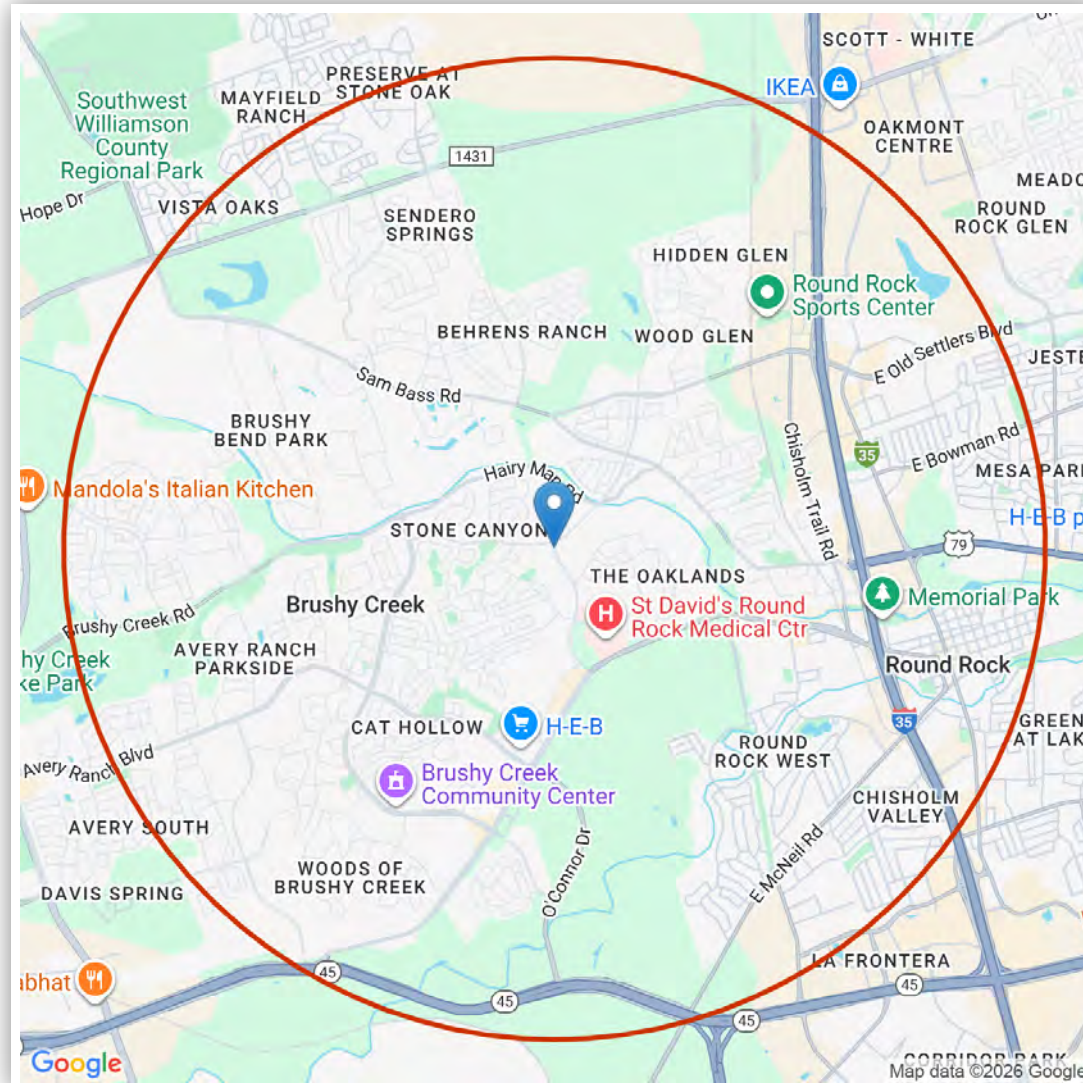 SCOTT - WHITE
PRESERVE AT
STONE OAK
IKEA
Southwest
Williamson
County
Regional Park
MAYFIELD
RANCH
OAKMONT
CENTRE
1431
MEADO
Hope Dr
VISTA OAKS
SENDERO
SPRINGS
ROUND
ROCK GLEN
HIDDEN GLEN
Round Rock
Sports Center
BEHRENS RANCH
WOOD GLEN
E Old Settlers Blvd
JESTE
Sam Bass Rd
BRUSHY
BEND PARK
Chisholm Trail Rd
35
E Bowman Rd
MESA PAR
Hairy Man Rd
Mandola's Italian Kitchen
H-E-B p
STONE CANYON
79
THE OAKLANDS
Brushy Creek
St David's Round
Rock Medical Ctr
Memorial Park
Brushy Creek Rd
AVERY RANCH
PARKSIDE
hy Creek
ke Park
Round Rock
35
CAT HOLLOW
H-E-B
GREEN
AT LAK
ROUND
ROCK WEST
Avery Ranch Blvd
Brushy Creek
Community Center
CHISHOLM
VALLEY
AVERY SOUTH
E McNeil Rd
O'Connor Dr
WOODS OF
BRUSHY CREEK
DAVIS SPRING
LA FRONTERA
abhat
45
45
45
45
Google
CORRIDOR PARK
Map data ©2026 Google